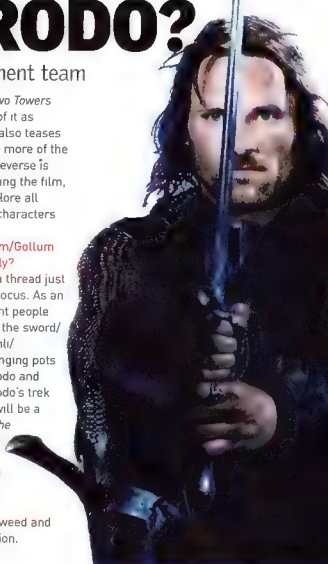 RODO?
ment team
wo Towers
of it as
also teases
more of the
everse is
ng the film,
lore all
characters
m/Gollum
ly?
thread just
ocus. As an
nt people
the sword/
nli/
nging pots
odo and
odo's trek
will be a
he
weed and
ion.